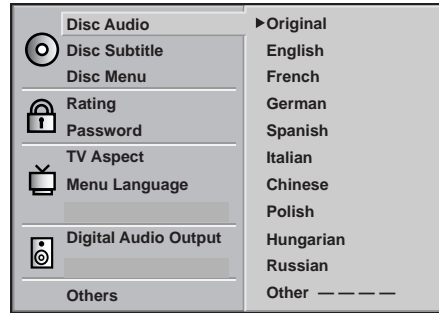 Disc Audio
Disc Subtitle
Disc Menu
Rating
Password
TV Aspect
Menu Language
Digital Audio Output
Others
Original
English
French
German
Spanish
Italian
Chinese
Polish
Hungarian
Russian
Other — — — —